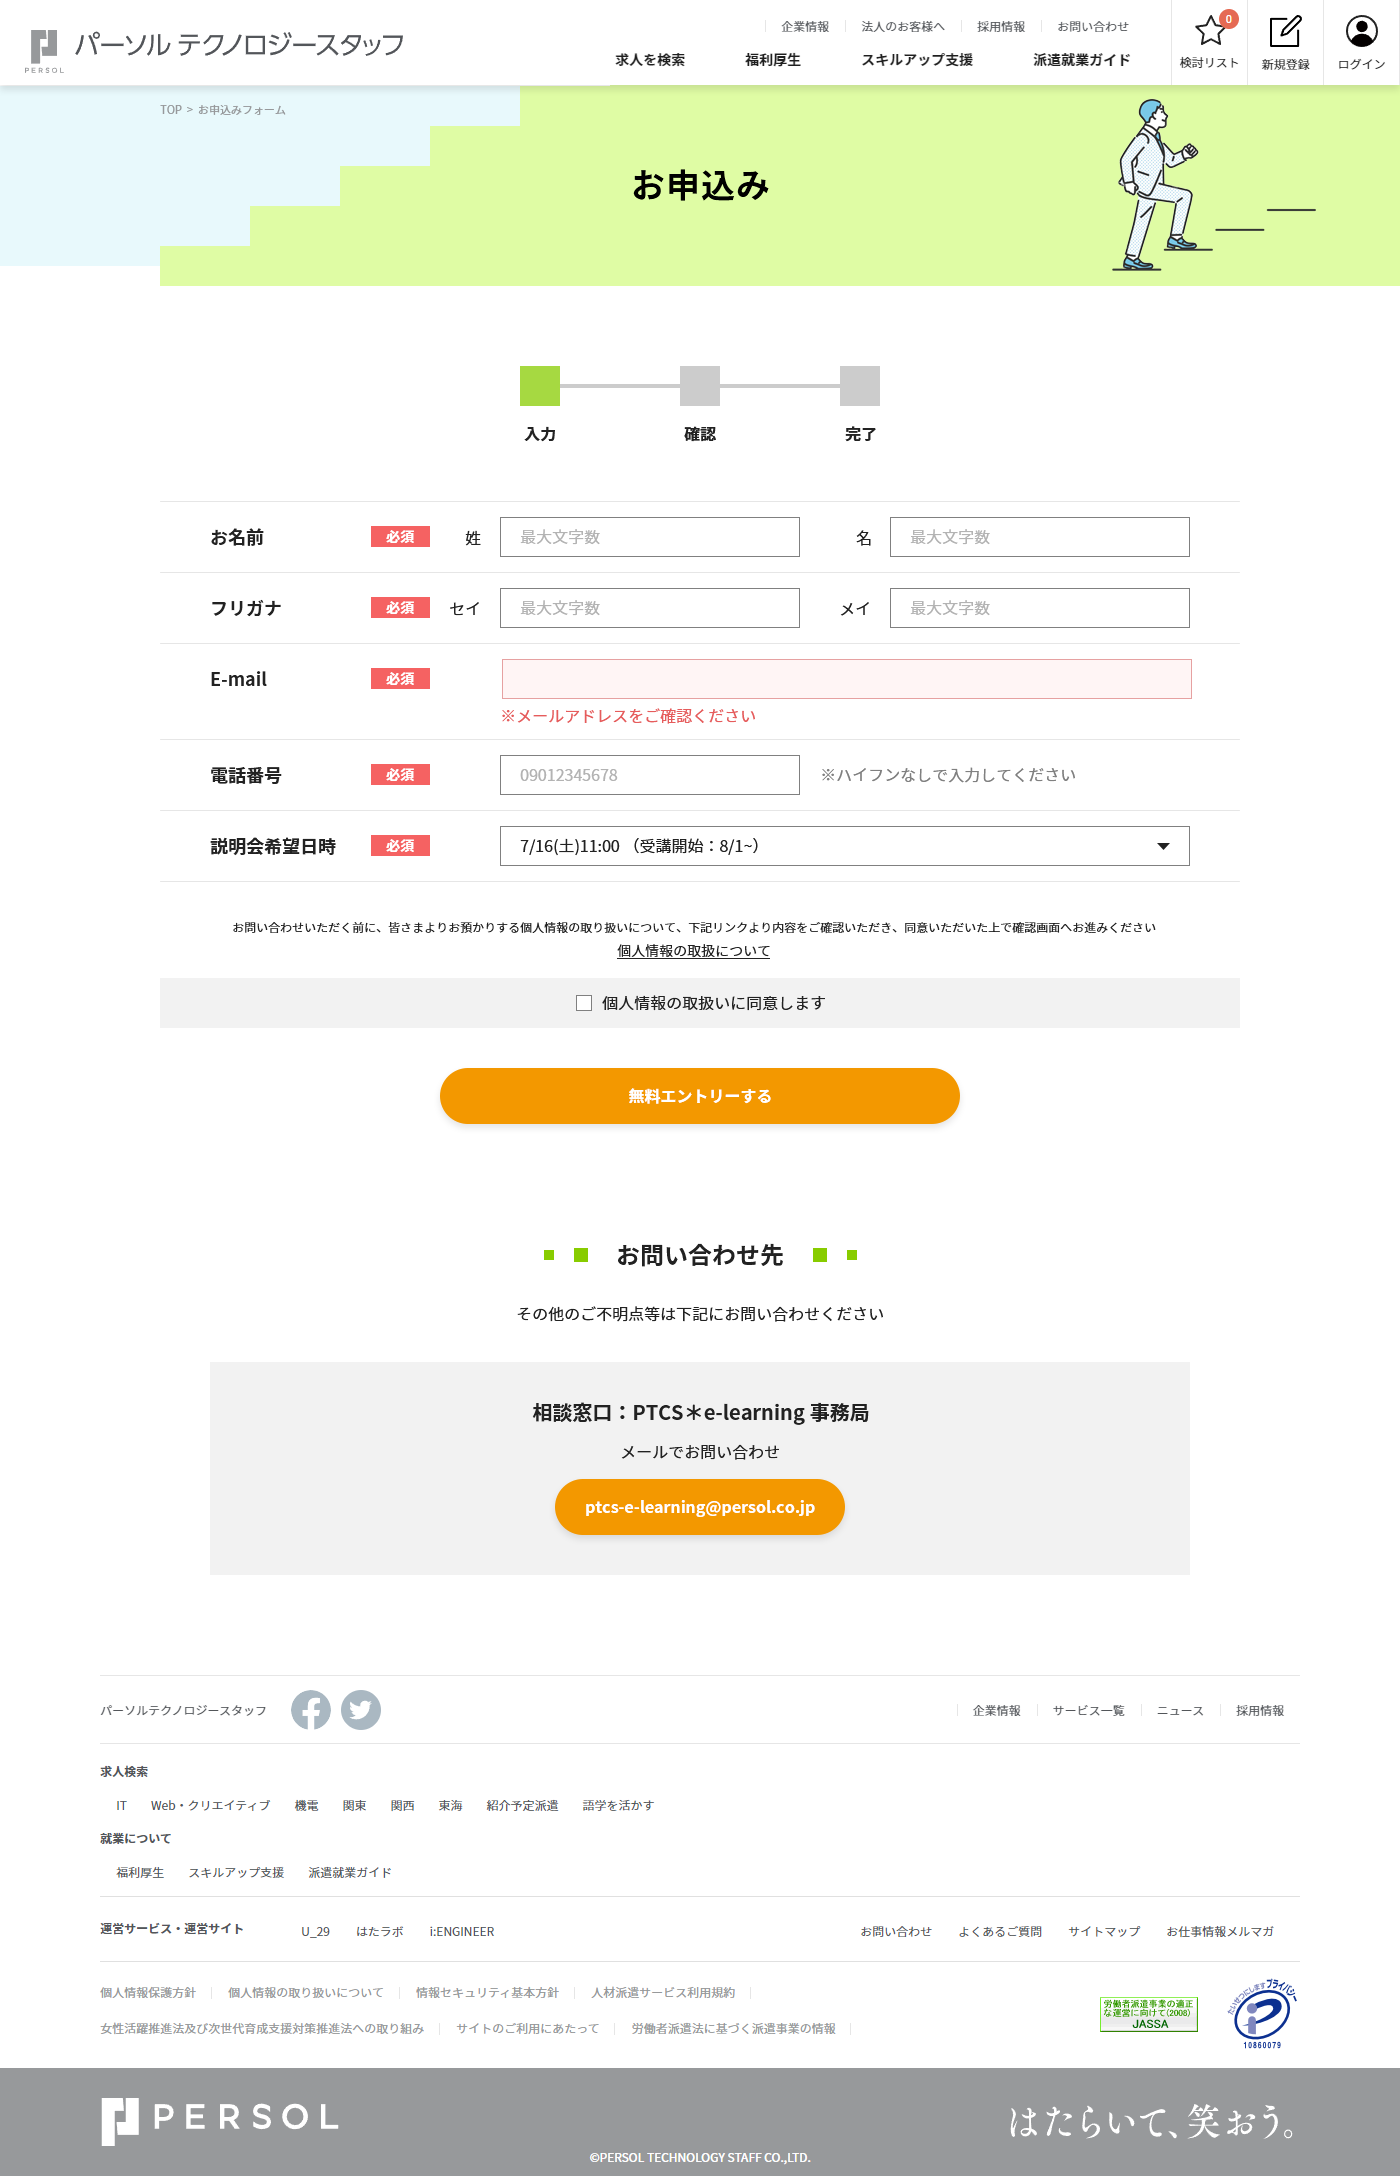 PERSOL
パーソル テクノロジースタッフ
企業情報
法人のお客様へ
採用情報
お問い合わせ
求人を検索
福利厚生
スキルアップ支援
派遣就業ガイド
0
検討リスト
新規登録
ログイン
TOP > お申込みフォーム
お申込み
入力
確認
完了
お名前 必須 姓 最大文字数 名 最大文字数
フリガナ 必須 セイ 最大文字数 メイ 最大文字数
E-mail 必須
※メールアドレスをご確認ください
電話番号 必須 09012345678 ※ハイフンなしで入力してください
説明会希望日時 必須 7/16(土)11:00 （受講開始：8/1~）
お問い合わせいただく前に、皆さまよりお預かりする個人情報の取り扱いについて、下記リンクより内容をご確認いただき、同意いただいた上で確認画面へお進みください
個人情報の取扱について
個人情報の取扱いに同意します
無料エントリーする
お問い合わせ先
その他のご不明点等は下記にお問い合わせください
相談窓口：PTCS＊e-learning 事務局
メールでお問い合わせ
ptcs-e-learning@persol.co.jp
パーソルテクノロジースタッフ
企業情報 サービス一覧 ニュース 採用情報
求人検索
IT Web・クリエイティブ 機電 関東 関西 東海 紹介予定派遣 語学を活かす
就業について
福利厚生 スキルアップ支援 派遣就業ガイド
運営サービス・運営サイト U_29 はたラボ i:ENGINEER
お問い合わせ よくあるご質問 サイトマップ お仕事情報メルマガ
個人情報保護方針 個人情報の取り扱いについて 情報セキュリティ基本方針 人材派遣サービス利用規約
女性活躍推進法及び次世代育成支援対策推進法への取り組み サイトのご利用にあたって 労働者派遣法に基づく派遣事業の情報
労働者派遣事業の適正
な運営に向けて(2008)
JASSA
たいせつにしますプライバシー
10860079
PERSOL
はたらいて、笑おう。
©PERSOL TECHNOLOGY STAFF CO.,LTD.